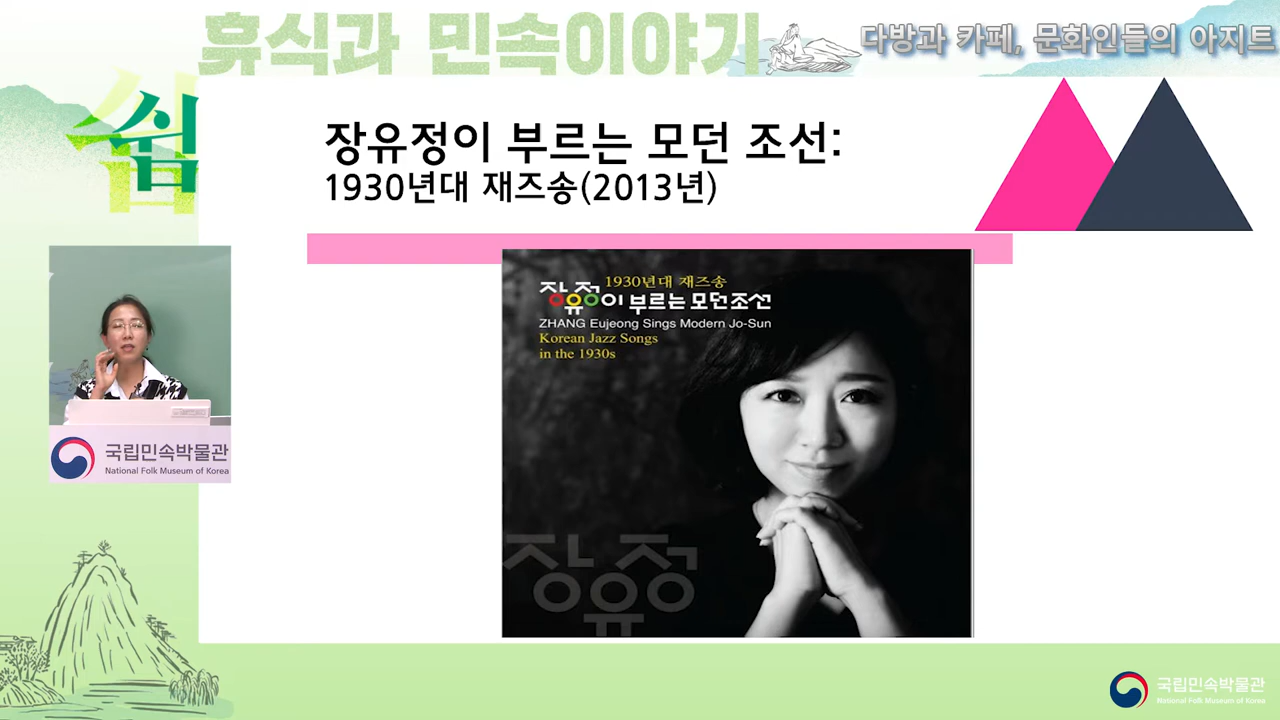 휴식과 민속이야기
다방과 카페, 문화인들의 아지트
쉼
장유정이 부르는 모던 조선:
1930년대 재즈송(2013년)
1930년대 재즈송
장유정이 부르는 모던조선
ZHANG Eujeong Sings Modern Jo-Sun
Korean Jazz Songs
in the 1930s
장유정
국립민속박물관
National Folk Museum of Korea
국립민속박물관
National Folk Museum of Korea